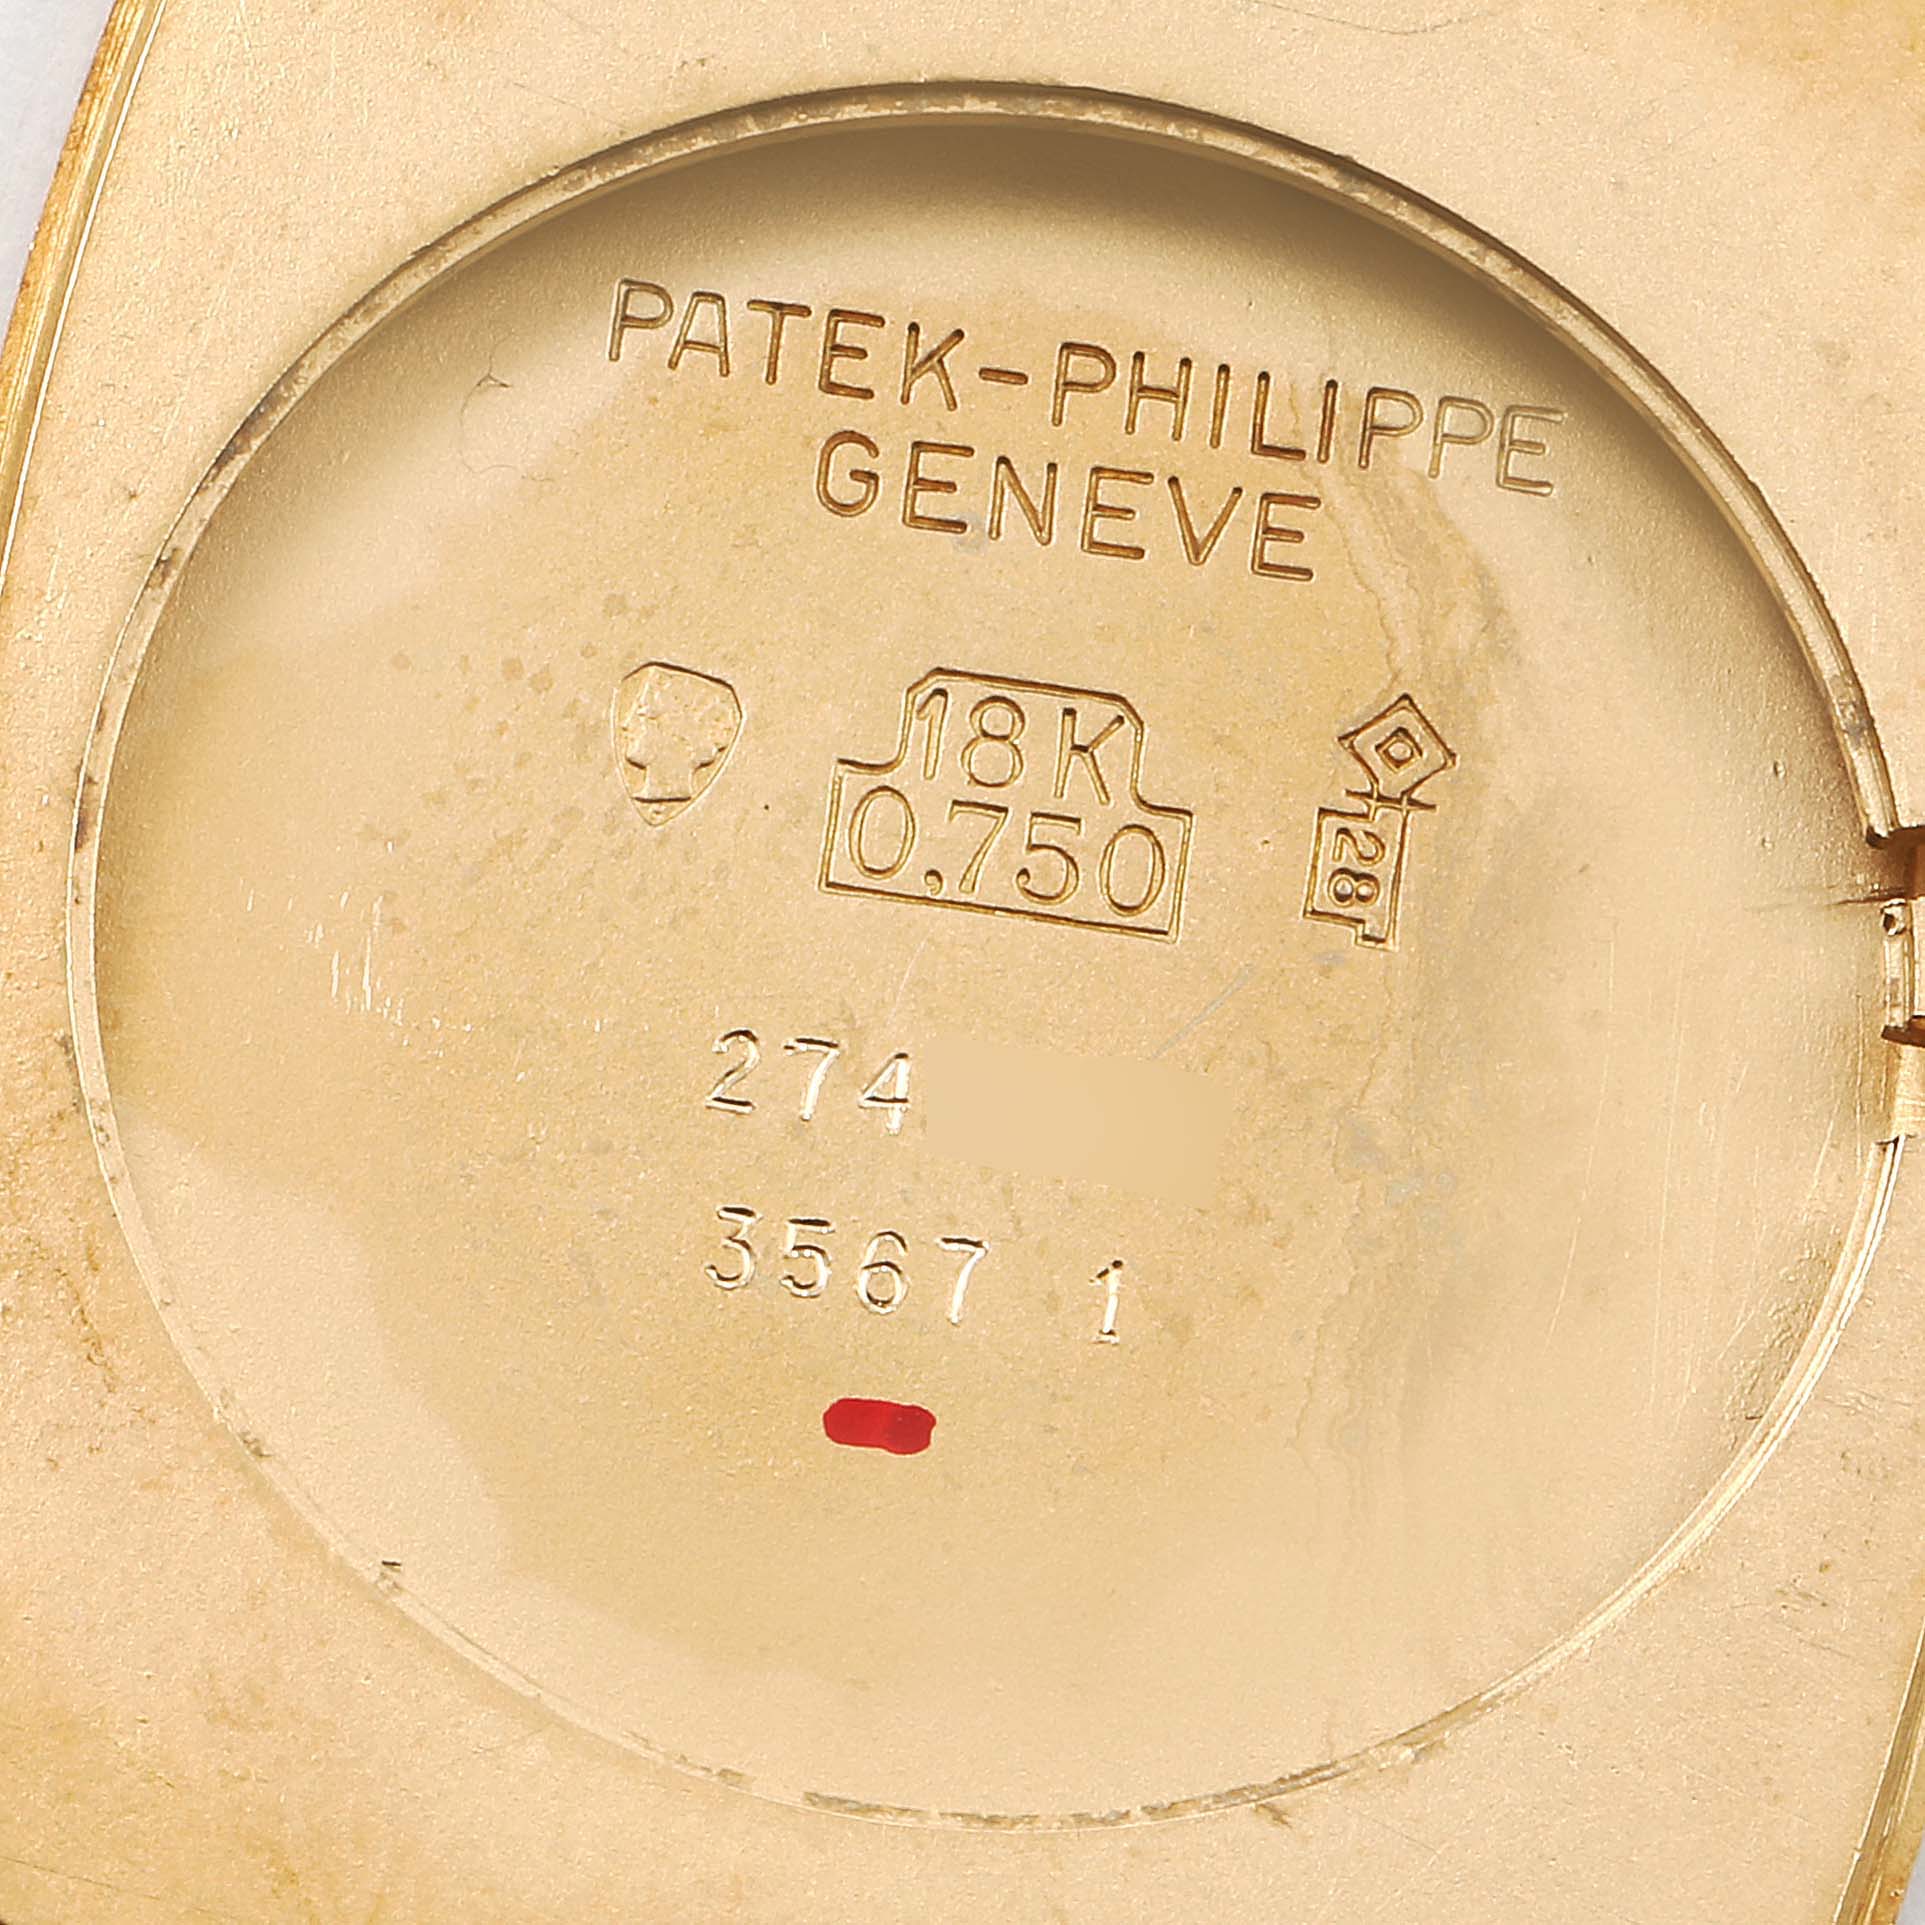 PATEK-PHILIPPE
GENEVE
18K
0,750
28
274
3567 1